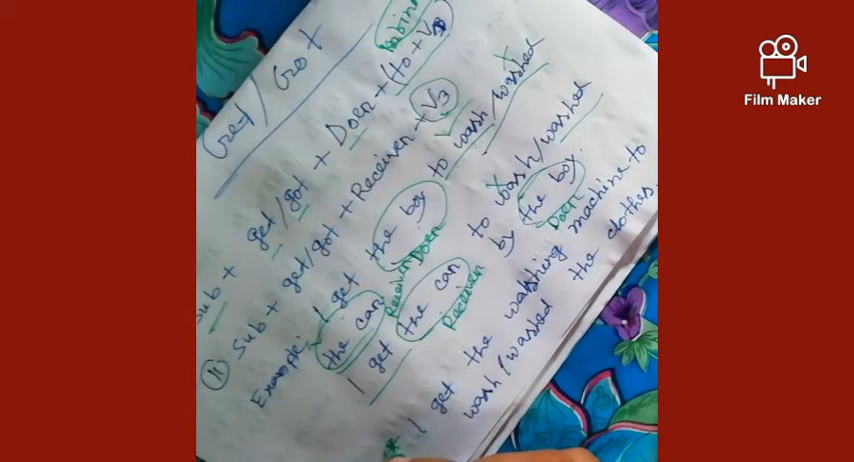 Get/Got
Sub + get/got + Doer + (to + V
(ii) Sub + get/got + Receiver + V3
Example: I get the boy to wash/washed
the car
Receiver Doer
I get the car to wash/washed
by the boy.
Receiver Doer
* I get the washing machine to
wash/washed the clothes.
Film Maker